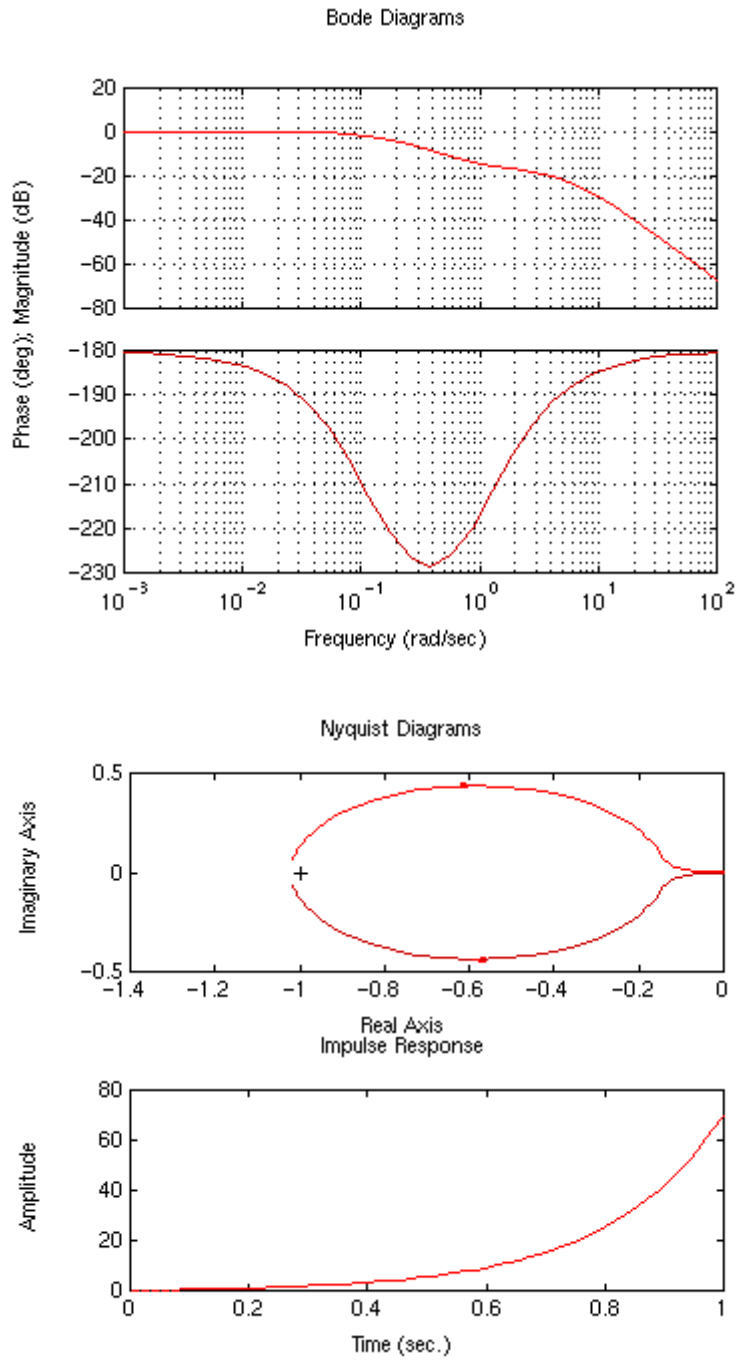 Bode Diagrams
Phase (deg); Magnitude (dB)
20
0
−20
−40
−60
−80
−180
−190
−200
−210
−220
−230
10^-3 10^-2 10^-1 10^0 10^1 10^2
Frequency (rad/sec)
Nyquist Diagrams
Imaginary Axis
0.5
0
−0.5
−1.4 −1.2 −1 −0.8 −0.6 −0.4 −0.2 0
Real Axis
Impulse Response
Amplitude
80
60
40
20
0
0 0.2 0.4 0.6 0.8 1
Time (sec.)